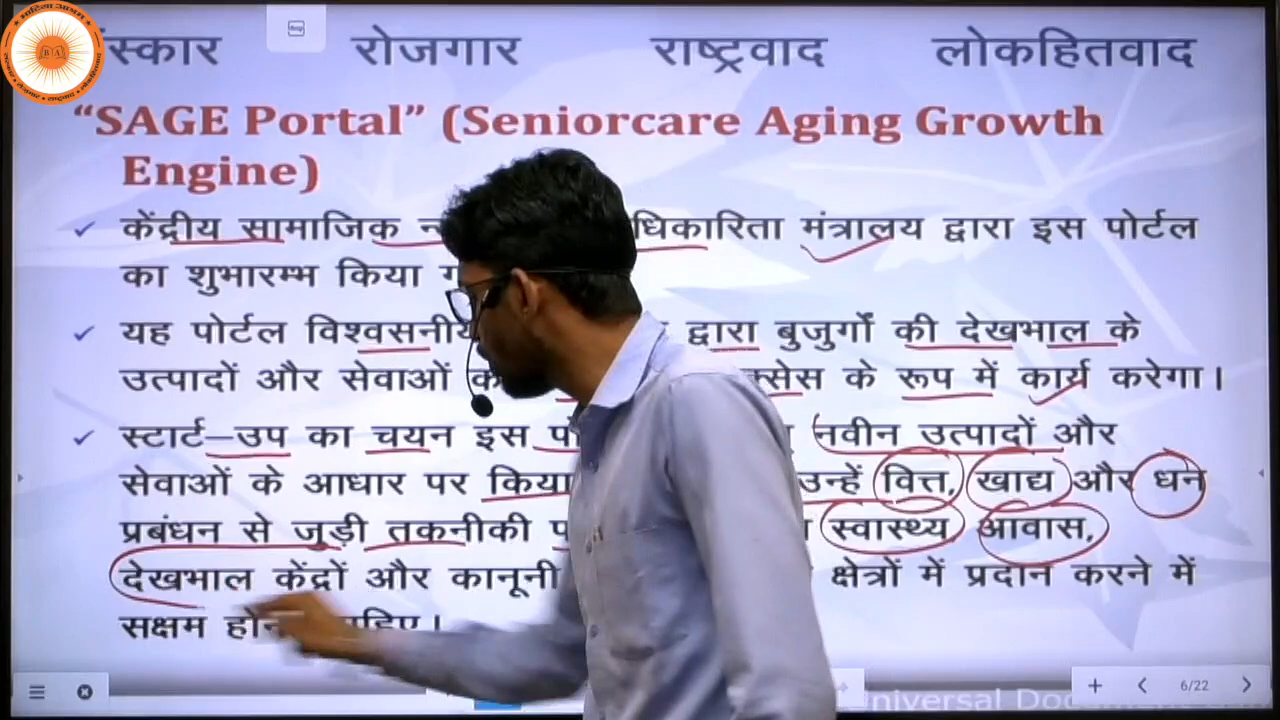 स्कार रोजगार राष्ट्रवाद लोकहितवाद
“SAGE Portal” (Seniorcare Aging Growth
Engine)
केंद्रीय सामाजिक धिकारिता मंत्रालय द्वारा इस पोर्टल
का शुभारम्भ किया
यह पोर्टल विश्वसनीय द्वारा बुजुर्गों की देखभाल के
उत्पादों और सेवाओं क्सेस के रूप में कार्य करेगा।
स्टार्ट–उप का चयन इस नवीन उत्पादों और
सेवाओं के आधार पर किया उन्हें वित्त, खाद्य और धन
प्रबंधन से जुड़ी तकनीकी स्वास्थ्य आवास,
देखभाल केंद्रों और कानूनी क्षेत्रों में प्रदान करने में
सक्षम
6/22